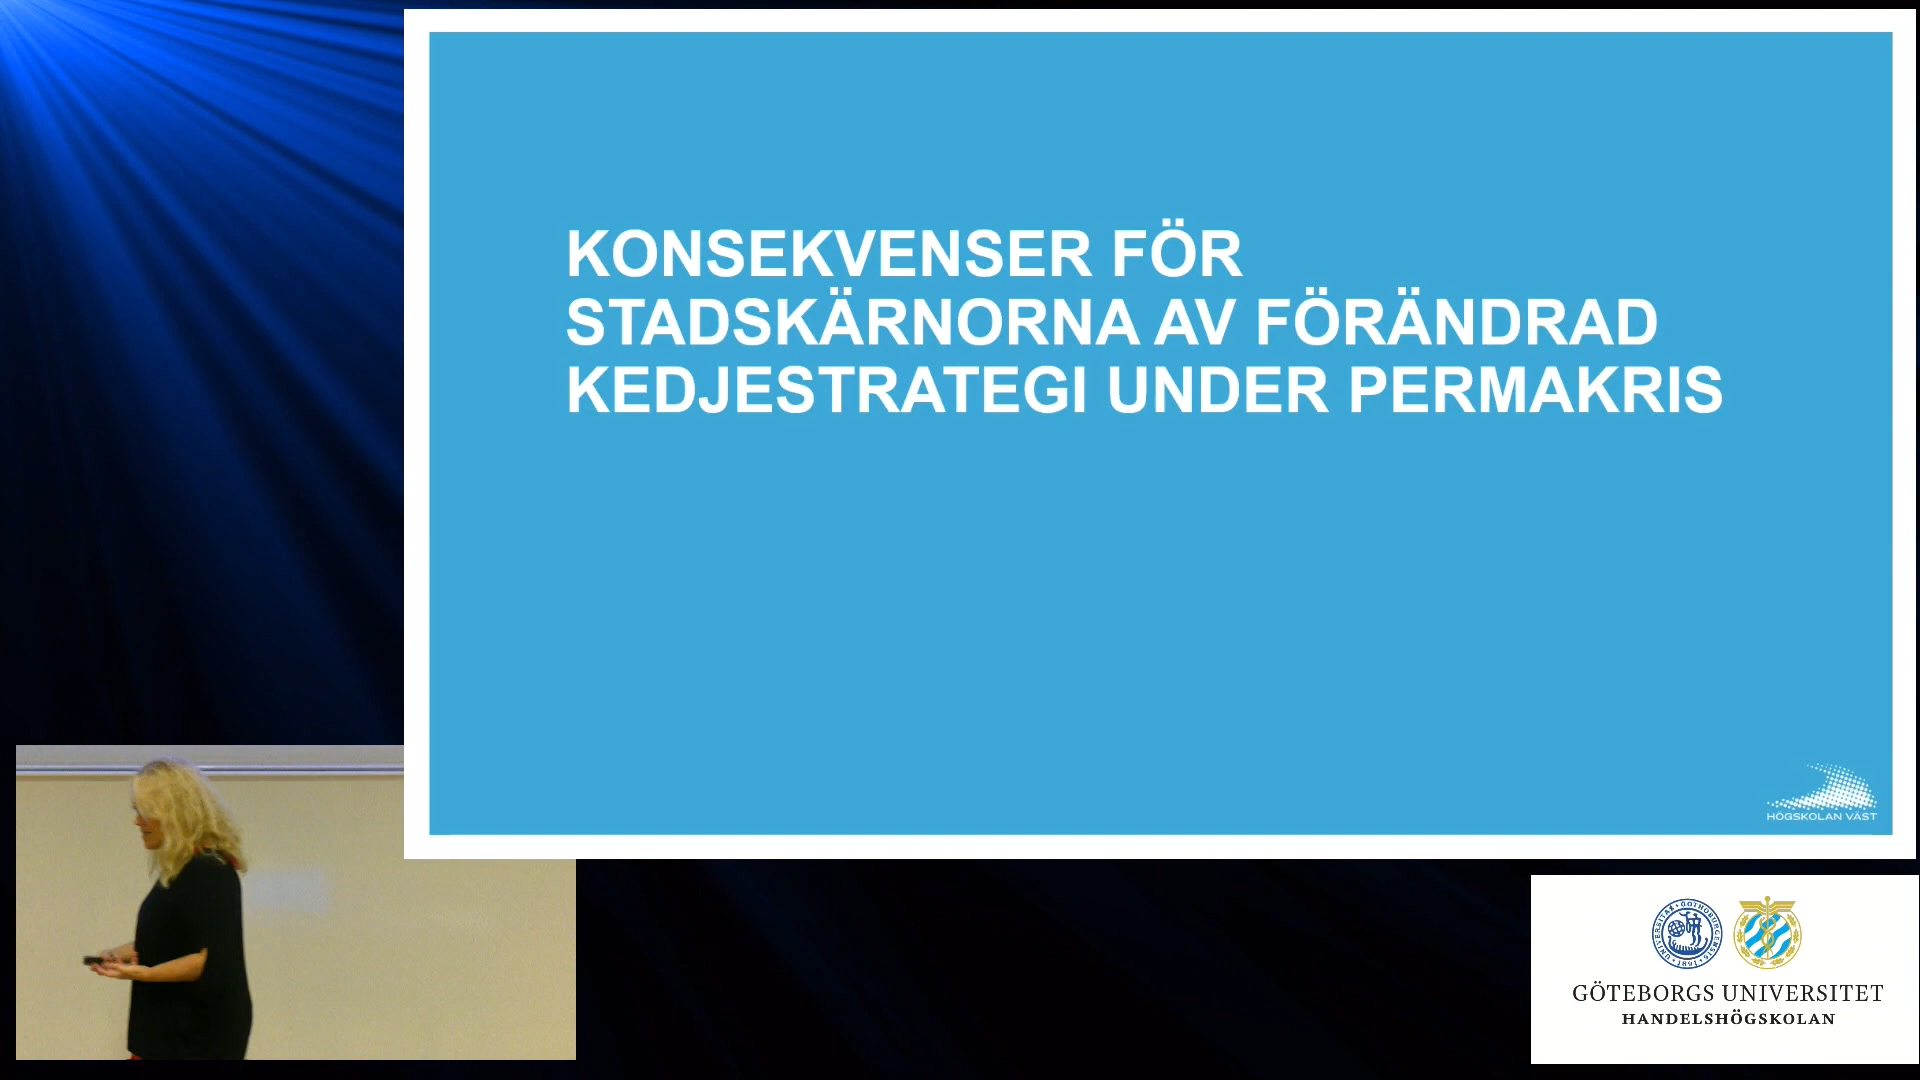 KONSEKVENSER FÖR
STADSKÄRNORNA AV FÖRÄNDRAD
KEDJESTRATEGI UNDER PERMAKRIS
HÖGSKOLAN VÄST
GÖTEBORGS UNIVERSITET
HANDELSHÖGSKOLAN